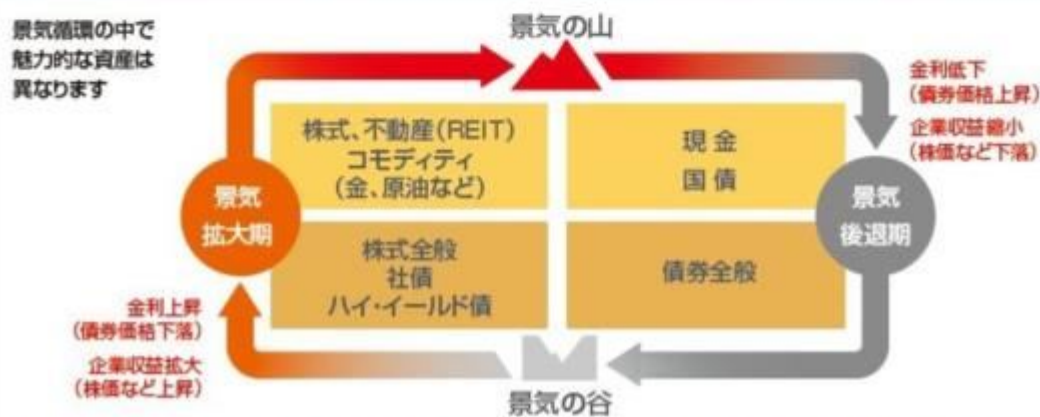 景気循環の中で
魅力的な資産は
異なります
景気の山
金利低下
(債券価格上昇)
企業収益縮小
(株価など下落)
株式、不動産(REIT)
コモディティ
(金、原油など)
現金
国債
景気
拡大期
景気
後退期
株式全般
社債
ハイ・イールド債
債券全般
金利上昇
(債券価格下落)
企業収益拡大
(株価など上昇)
景気の谷